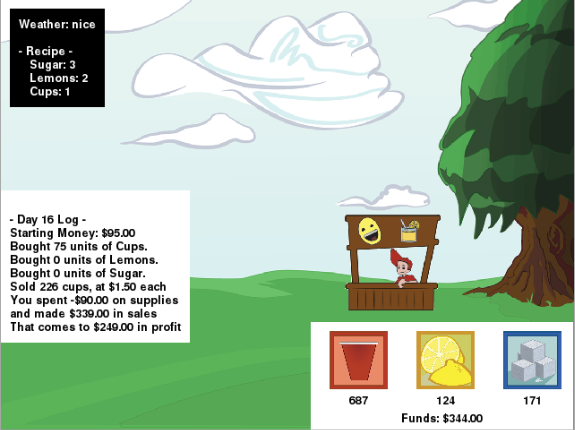 Weather: nice
- Recipe -
Sugar: 3
Lemons: 2
Cups: 1
- Day 16 Log -
Starting Money: $95.00
Bought 75 units of Cups.
Bought 0 units of Lemons.
Bought 0 units of Sugar.
Sold 226 cups, at $1.50 each
You spent -$90.00 on supplies
and made $339.00 in sales
That comes to $249.00 in profit
687
124
171
Funds: $344.00